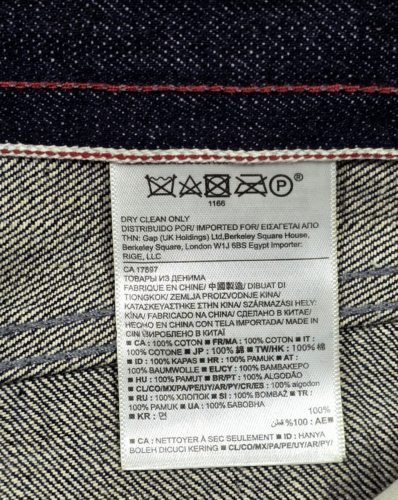 P ®
1166
DRY CLEAN ONLY
DISTRIBUIDO POR/ IMPORTED FOR/ ΕΙΣΑΓΕΤΑΙ ΑΠΟ
ΤΗΝ: Gap (UK Holdings) Ltd,Berkeley Square House,
Berkeley Square, London W1J 6BS Egypt Importer:
RIGE, LLC
CA 17897
ТОВАРЫ ИЗ ДЕНИМА
FABRIQUE EN CHINE/ 中國製造/ DIBUAT DI
TIONGKOK/ ZEMLJA PROIZVODNJE KINA/
ΚΑΤΑΣΚΕΥΑΣΤΗΚΕ ΣΤΗΝ ΚΙΝΑ/ SZÁRMAZÁSI HELY:
KÍNA/ FABRICADO NA CHINA/ СДЕЛАНО В КИТАЕ/
HECHO EN CHINA CON TELA IMPORTADA/ MADE IN
CHINA
■ CA : 100% COTON ■ FR/MA : 100% COTON ■ IT :
100% COTONE ■ JP : 100% 綿 ■ TW/HK : 100% 棉
■ ID : 100% KAPAS ■ HR : 100% PAMUK ■ AT :
100% BAUMWOLLE ■ EL/CY : 100% ΒΑΜΒΑΚΕΡΟ
■ HU : 100% PAMUT ■ BR/PT : 100% ALGODÃO
■ CL/CO/MX/PA/PE/UY/AR/PY/CR/ES : 100% algodon
■ RU : 100% ХЛОПОК ■ SI : 100% BOMBAŽ ■ TR :
100% PAMUK ■ UA : 100% БАВОВНА
■ KR : 면 100%
■ AE : 100% قطن
■ CA : NETTOYER À SEC SEULEMENT ■ ID : HANYA
BOLEH DICUCI KERING ■ CL/CO/MX/PA/PE/UY/AR/PY/